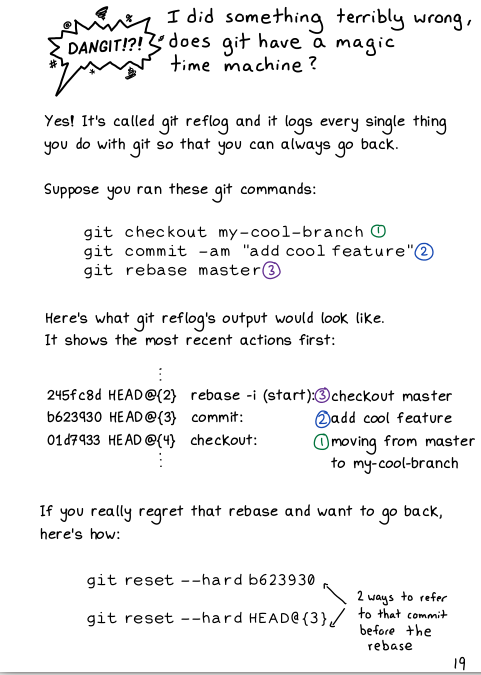 DANGIT!?!
I did something terribly wrong,
does git have a magic
time machine?
Yes! It's called git reflog and it logs every single thing
you do with git so that you can always go back.
Suppose you ran these git commands:
git checkout my-cool-branch ①
git commit -am "add cool feature" ②
git rebase master ③
Here's what git reflog's output would look like.
It shows the most recent actions first:
⋮
245fc8d HEAD@{2} rebase -i (start): ③ checkout master
b623930 HEAD@{3} commit: ② add cool feature
01d7933 HEAD@{4} checkout: ① moving from master
to my-cool-branch
⋮
If you really regret that rebase and want to go back,
here's how:
git reset --hard b623930
git reset --hard HEAD@{3}
2 ways to refer
to that commit
before the
rebase
19